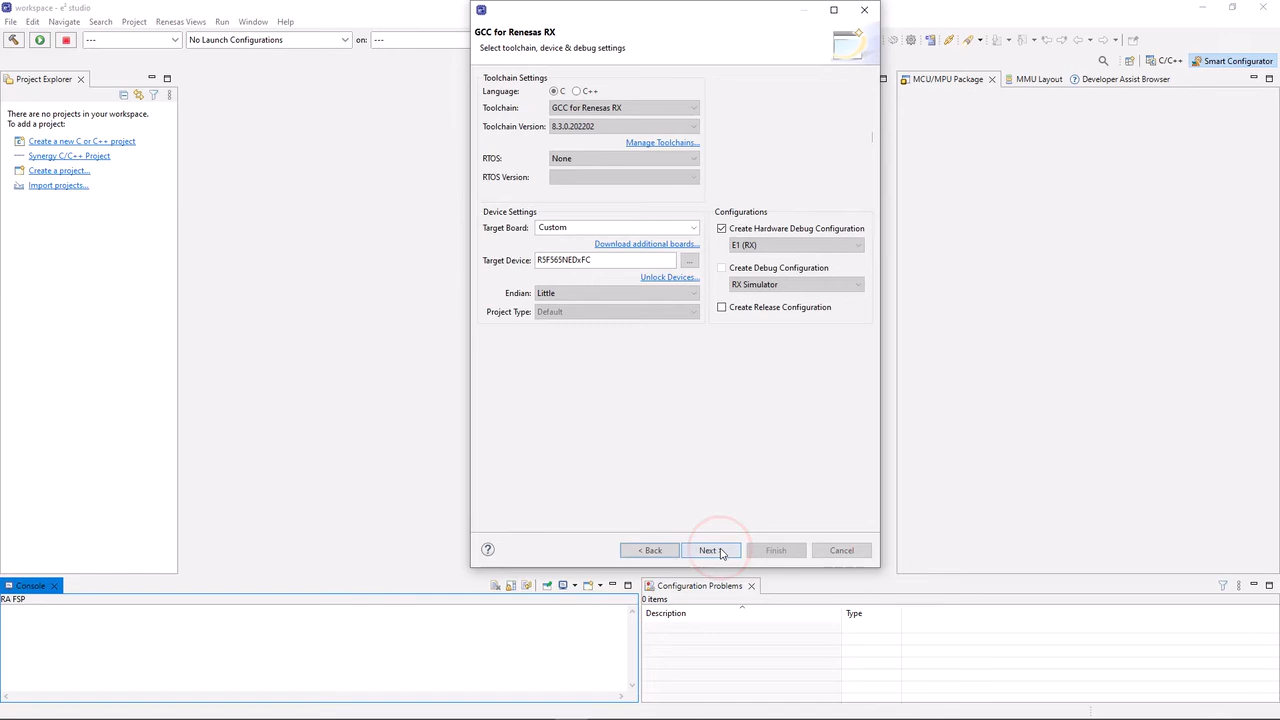 workspace - e² studio
File Edit Navigate Search Project Renesas Views Run Window Help
--- No Launch Configurations on: ---
C/C++ Smart Configurator
Project Explorer
There are no projects in your workspace.
To add a project:
Create a new C or C++ project
Synergy C/C++ Project
Create a project...
Import projects...
GCC for Renesas RX
Select toolchain, device & debug settings
Toolchain Settings
Language: C C++
Toolchain: GCC for Renesas RX
Toolchain Version: 8.3.0.202202
Manage Toolchains...
RTOS: None
RTOS Version:
Device Settings
Target Board: Custom
Download additional boards...
Target Device: R5F565NEDxFC ...
Unlock Devices...
Endian: Little
Project Type: Default
Configurations
Create Hardware Debug Configuration
E1 (RX)
Create Debug Configuration
RX Simulator
Create Release Configuration
? < Back Next > Finish Cancel
MCU/MPU Package MMU Layout Developer Assist Browser
Console
RA FSP
Configuration Problems
0 items
Description Type